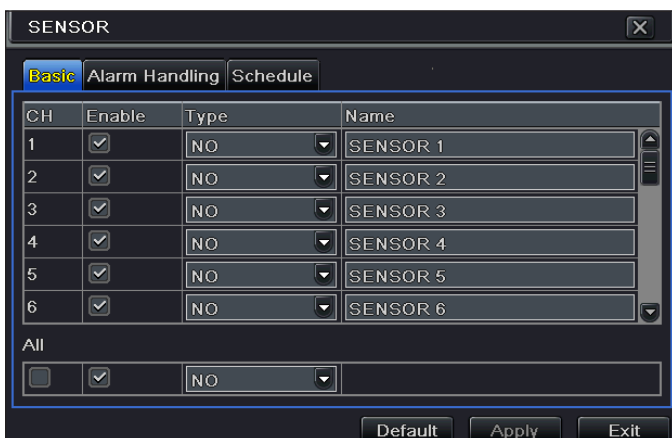 SENSOR
Basic Alarm Handling Schedule
CH Enable Type Name
1 NO SENSOR 1
2 NO SENSOR 2
3 NO SENSOR 3
4 NO SENSOR 4
5 NO SENSOR 5
6 NO SENSOR 6
All
NO
Default Apply Exit